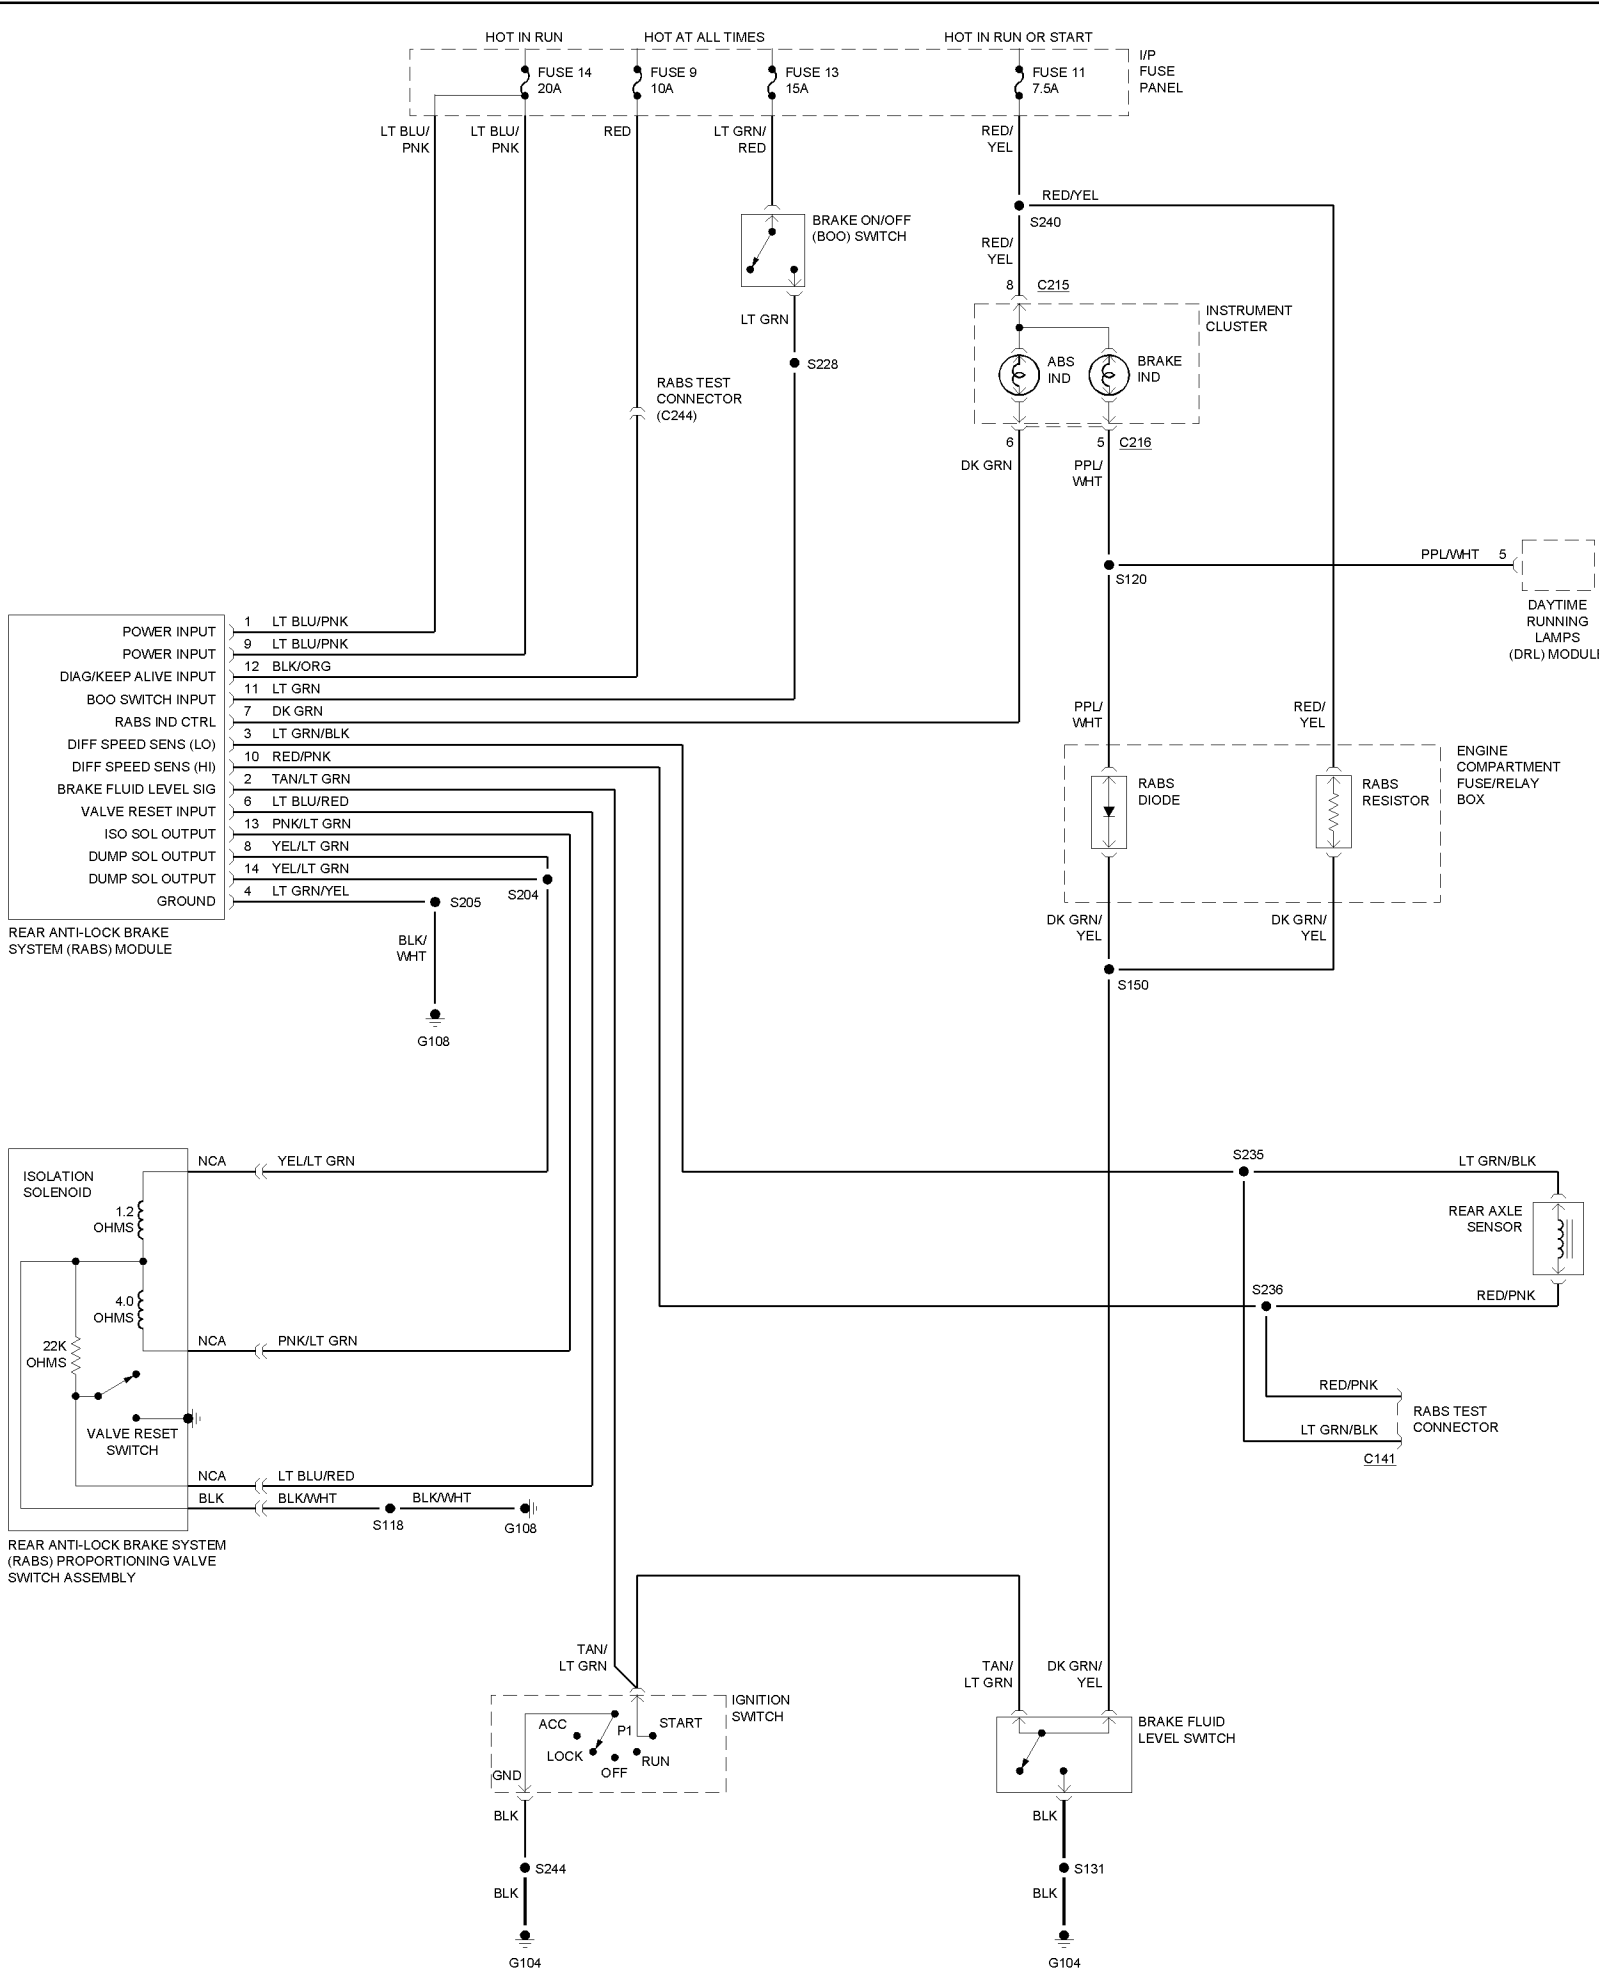 HOT IN RUN
HOT AT ALL TIMES
HOT IN RUN OR START
I/P
FUSE
PANEL
FUSE 14
20A
FUSE 9
10A
FUSE 13
15A
FUSE 11
7.5A
LT BLU/
PNK
LT BLU/
PNK
RED
LT GRN/
RED
RED/
YEL
RED/YEL
S240
BRAKE ON/OFF
(BOO) SWITCH
RED/
YEL
8
C215
LT GRN
S228
INSTRUMENT
CLUSTER
ABS
IND
BRAKE
IND
RABS TEST
CONNECTOR
(C244)
6
5
C216
DK GRN
PPL/
WHT
PPL/WHT
5
S120
DAYTIME
RUNNING
LAMPS
(DRL) MODULE
POWER INPUT
1
LT BLU/PNK
POWER INPUT
9
LT BLU/PNK
DIAG/KEEP ALIVE INPUT
12
BLK/ORG
BOO SWITCH INPUT
11
LT GRN
RABS IND CTRL
7
DK GRN
DIFF SPEED SENS (LO)
3
LT GRN/BLK
DIFF SPEED SENS (HI)
10
RED/PNK
BRAKE FLUID LEVEL SIG
2
TAN/LT GRN
VALVE RESET INPUT
6
LT BLU/RED
ISO SOL OUTPUT
13
PNK/LT GRN
DUMP SOL OUTPUT
8
YEL/LT GRN
DUMP SOL OUTPUT
14
YEL/LT GRN
GROUND
4
LT GRN/YEL
S205
S204
REAR ANTI-LOCK BRAKE
SYSTEM (RABS) MODULE
BLK/
WHT
G108
PPL/
WHT
RED/
YEL
RABS
DIODE
RABS
RESISTOR
ENGINE
COMPARTMENT
FUSE/RELAY
BOX
DK GRN/
YEL
DK GRN/
YEL
S150
ISOLATION
SOLENOID
NCA
YEL/LT GRN
1.2
OHMS
4.0
OHMS
22K
OHMS
NCA
PNK/LT GRN
VALVE RESET
SWITCH
NCA
LT BLU/RED
BLK
BLK/WHT
S118
BLK/WHT
G108
REAR ANTI-LOCK BRAKE SYSTEM
(RABS) PROPORTIONING VALVE
SWITCH ASSEMBLY
S235
LT GRN/BLK
REAR AXLE
SENSOR
S236
RED/PNK
RED/PNK
RABS TEST
CONNECTOR
LT GRN/BLK
C141
TAN/
LT GRN
IGNITION
SWITCH
ACC
P1
START
LOCK
RUN
OFF
GND
BLK
S244
BLK
G104
TAN/
LT GRN
DK GRN/
YEL
BRAKE FLUID
LEVEL SWITCH
BLK
S131
BLK
G104